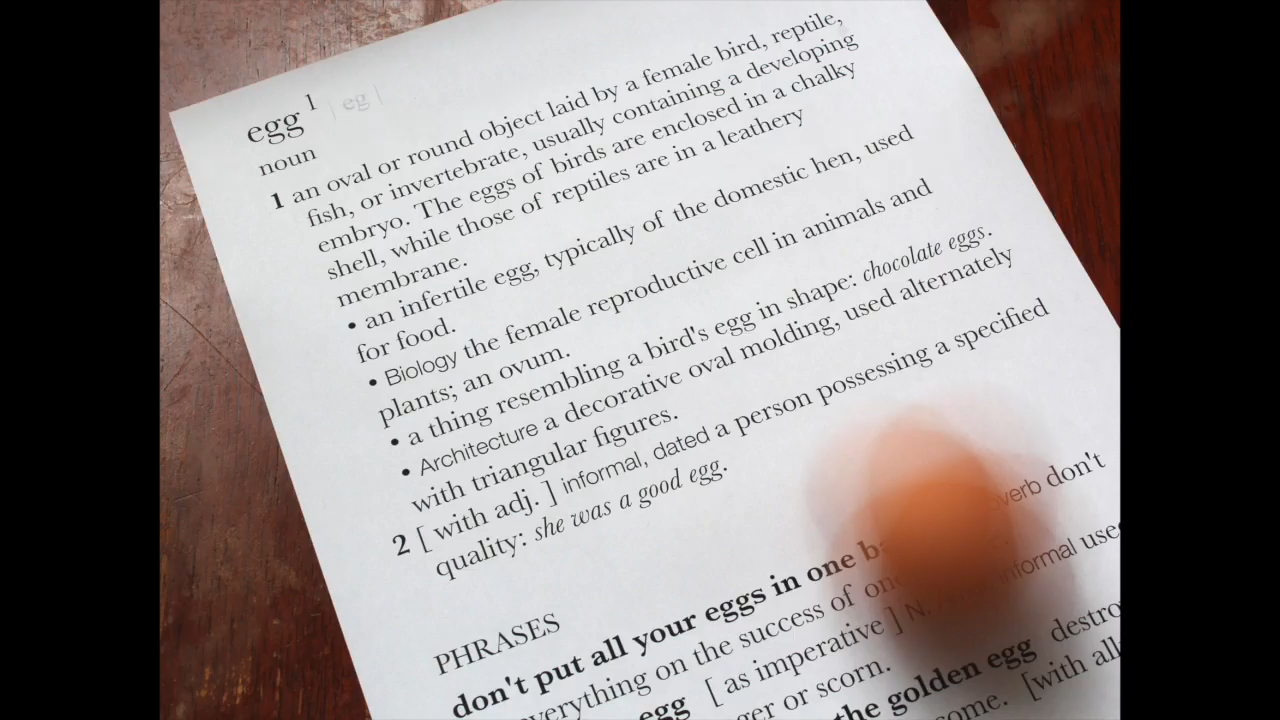 egg 1 | eg |
noun
1 an oval or round object laid by a female bird, reptile,
fish, or invertebrate, usually containing a developing
embryo. The eggs of birds are enclosed in a chalky
shell, while those of reptiles are in a leathery
membrane.
• an infertile egg, typically of the domestic hen, used
for food.
• Biology the female reproductive cell in animals and
plants; an ovum.
• a thing resembling a bird's egg in shape: chocolate eggs.
• Architecture a decorative oval molding, used alternately
with triangular figures.
2 [ with adj. ] informal, dated a person possessing a specified
quality: she was a good egg.
PHRASES
don't put all your eggs in one don't
everything on the success of
egg [ as imperative ] N. informal
or scorn.
the golden egg
[with all